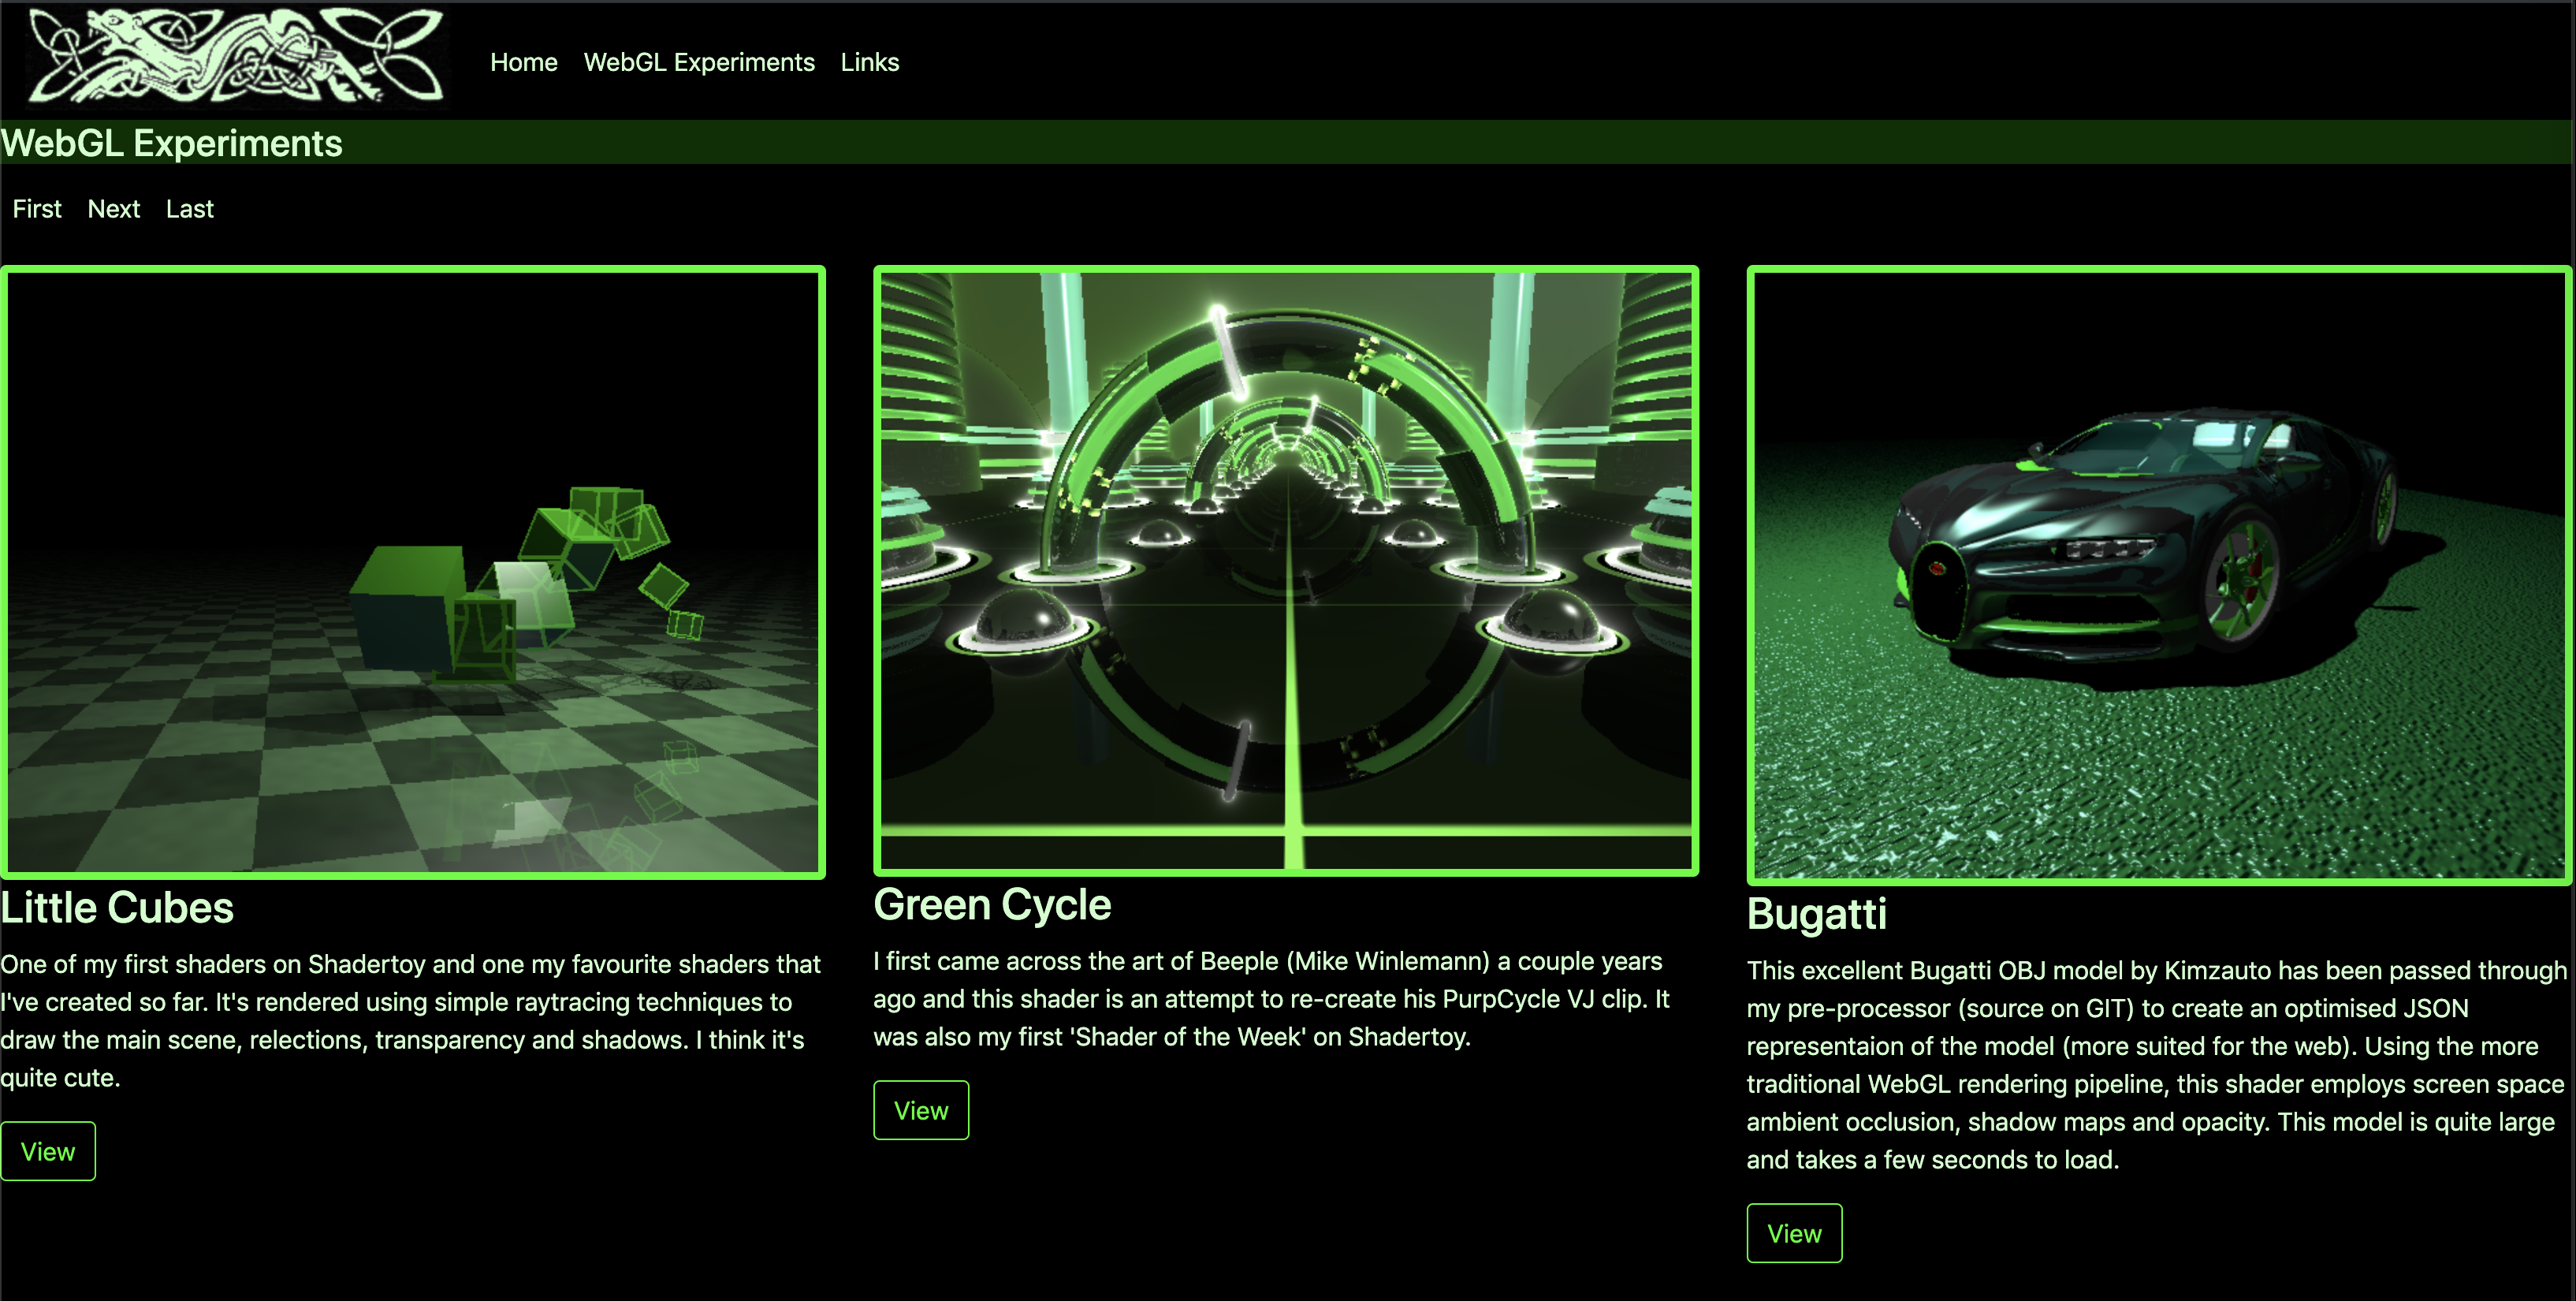 Home WebGL Experiments Links
WebGL Experiments
First Next Last
Little Cubes
One of my first shaders on Shadertoy and one my favourite shaders that
I've created so far. It's rendered using simple raytracing techniques to
draw the main scene, relections, transparency and shadows. I think it's
quite cute.
View
Green Cycle
I first came across the art of Beeple (Mike Winlemann) a couple years
ago and this shader is an attempt to re-create his PurpCycle VJ clip. It
was also my first 'Shader of the Week' on Shadertoy.
View
Bugatti
This excellent Bugatti OBJ model by Kimzauto has been passed through
my pre-processor (source on GIT) to create an optimised JSON
representaion of the model (more suited for the web). Using the more
traditional WebGL rendering pipeline, this shader employs screen space
ambient occlusion, shadow maps and opacity. This model is quite large
and takes a few seconds to load.
View